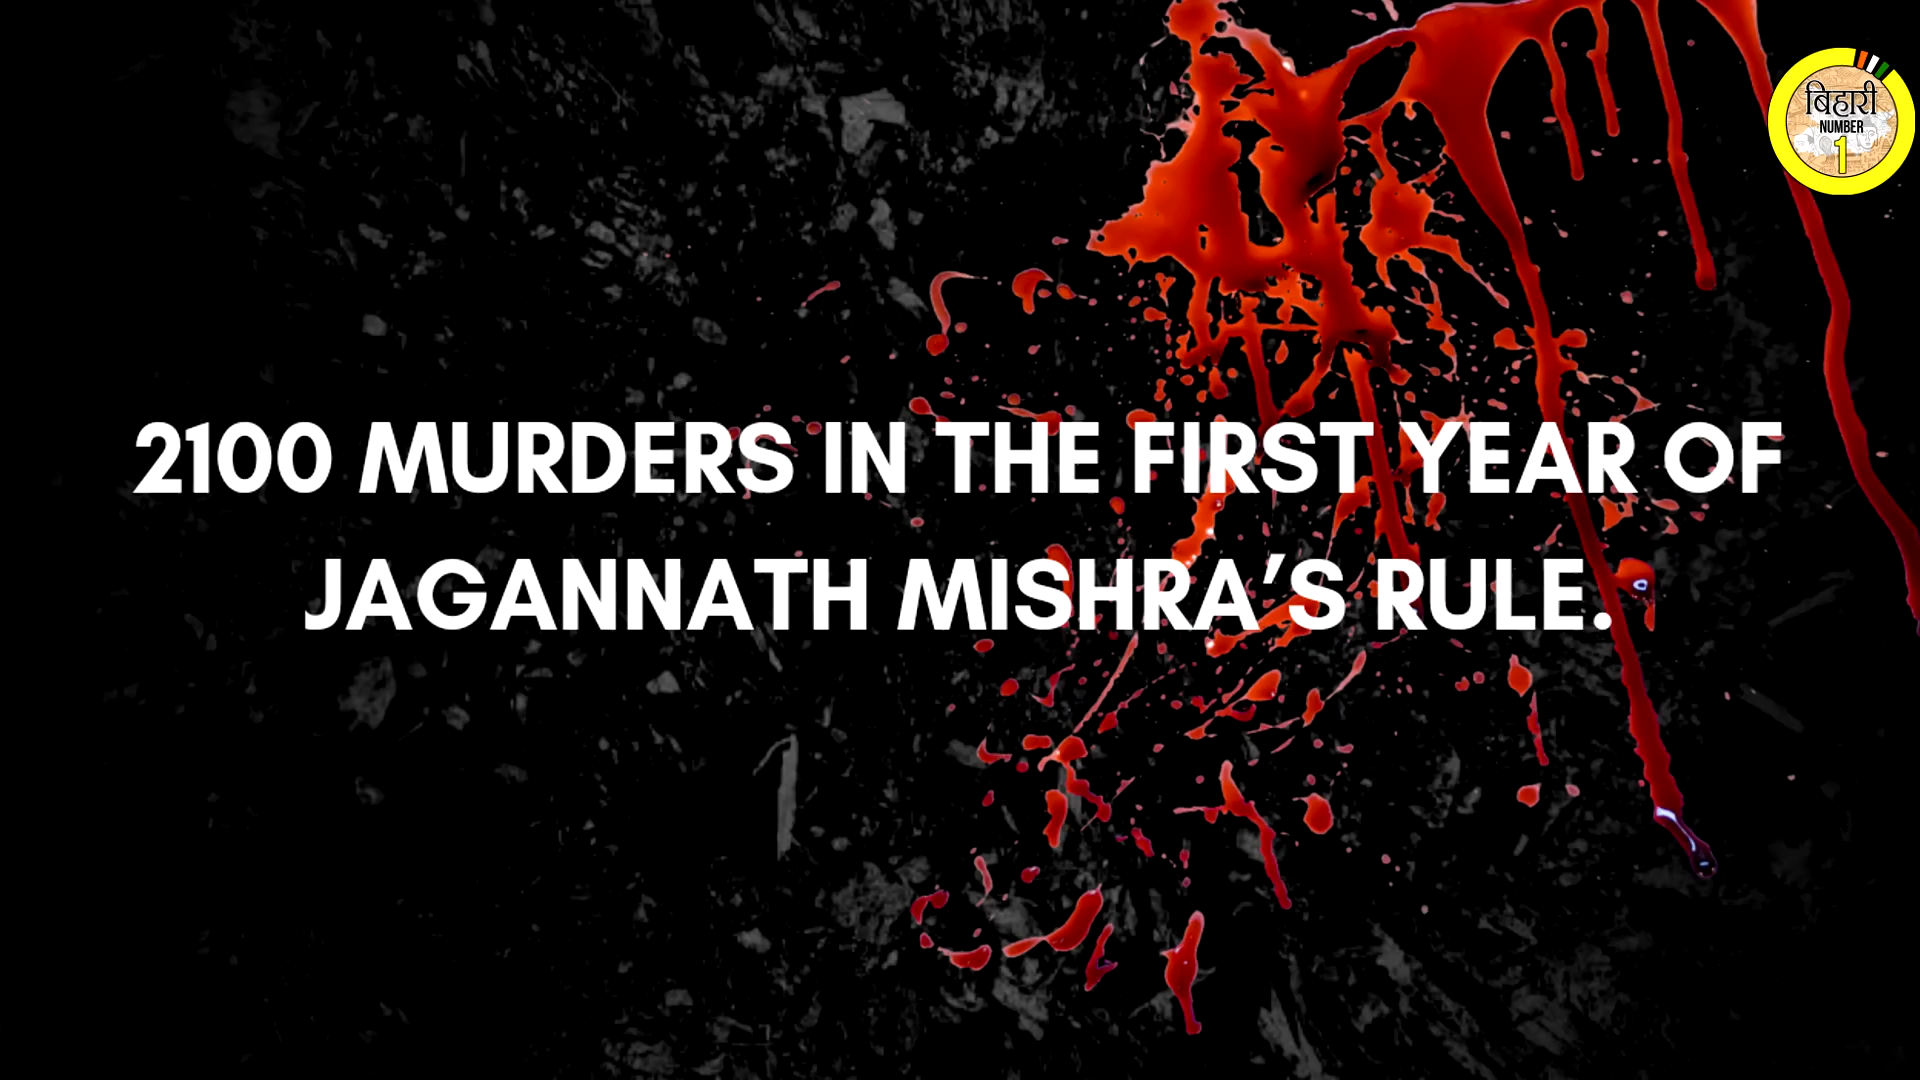 बिहारी
NUMBER
1
2100 MURDERS IN THE FIRST YEAR OF
JAGANNATH MISHRA’S RULE.